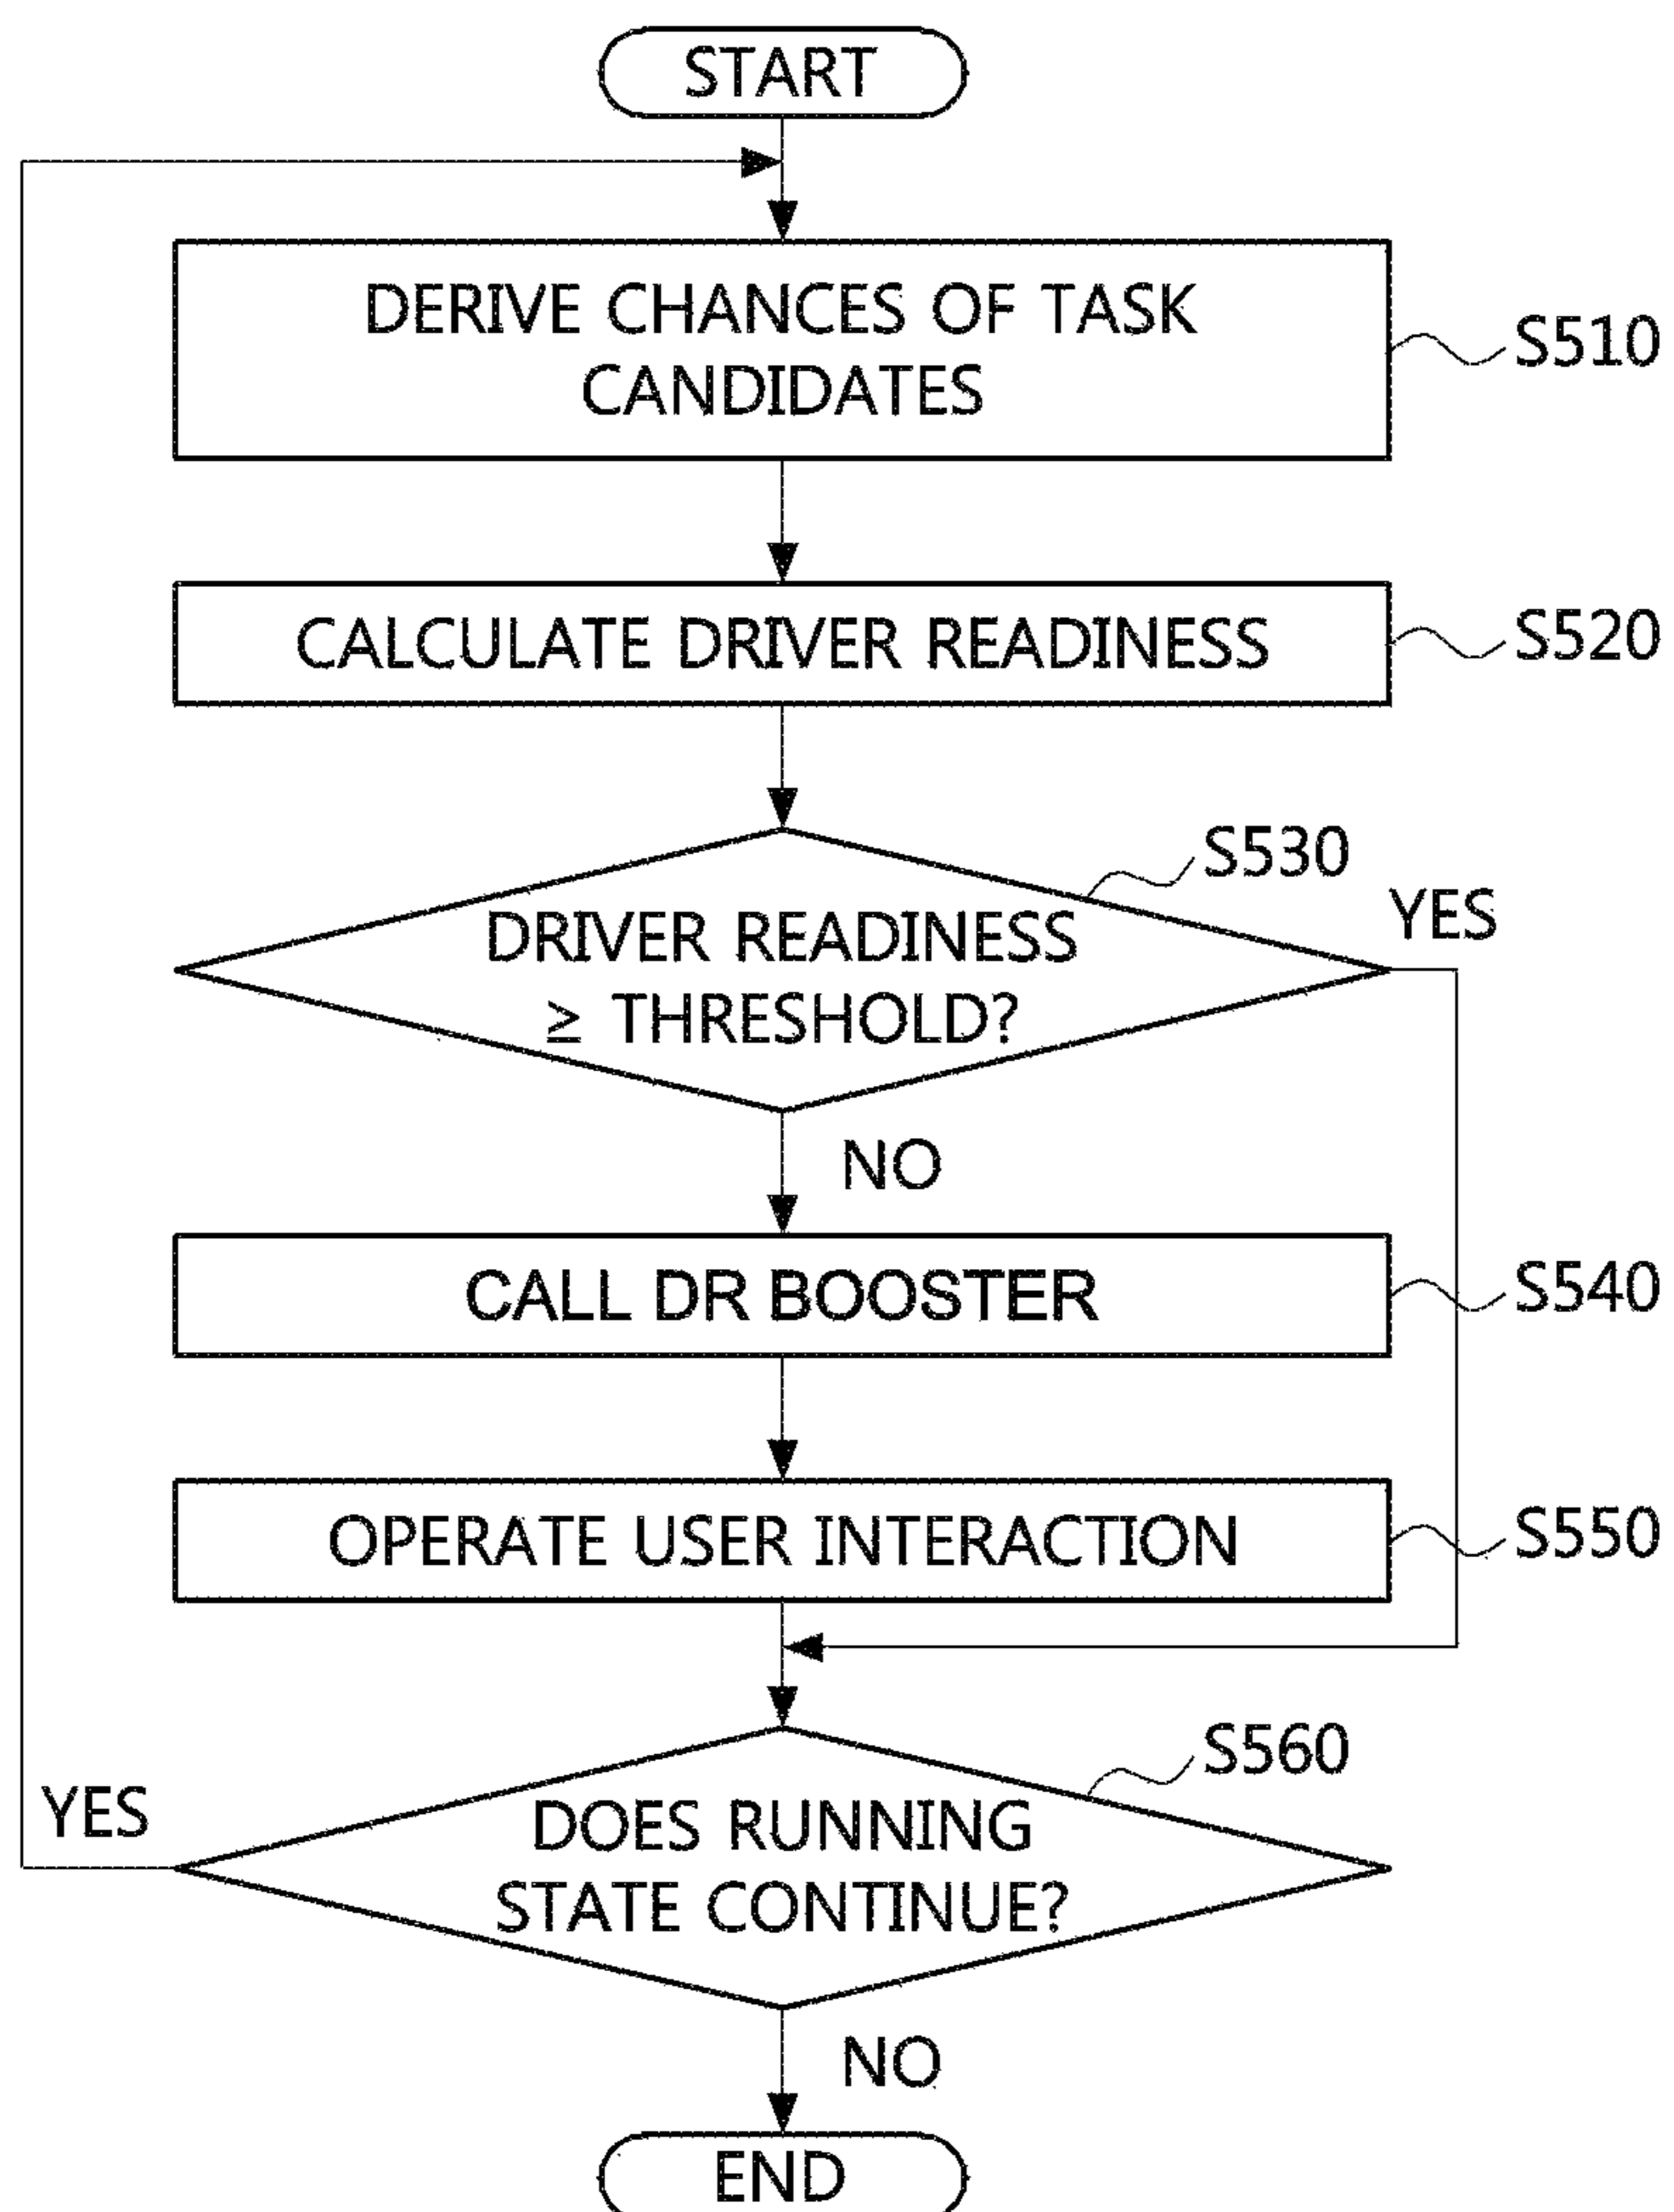 START
DERIVE CHANCES OF TASK
CANDIDATES
S510
CALCULATE DRIVER READINESS
S520
S530
DRIVER READINESS
≥ THRESHOLD?
YES
NO
CALL DR BOOSTER
S540
OPERATE USER INTERACTION
S550
S560
DOES RUNNING
STATE CONTINUE?
YES
NO
END